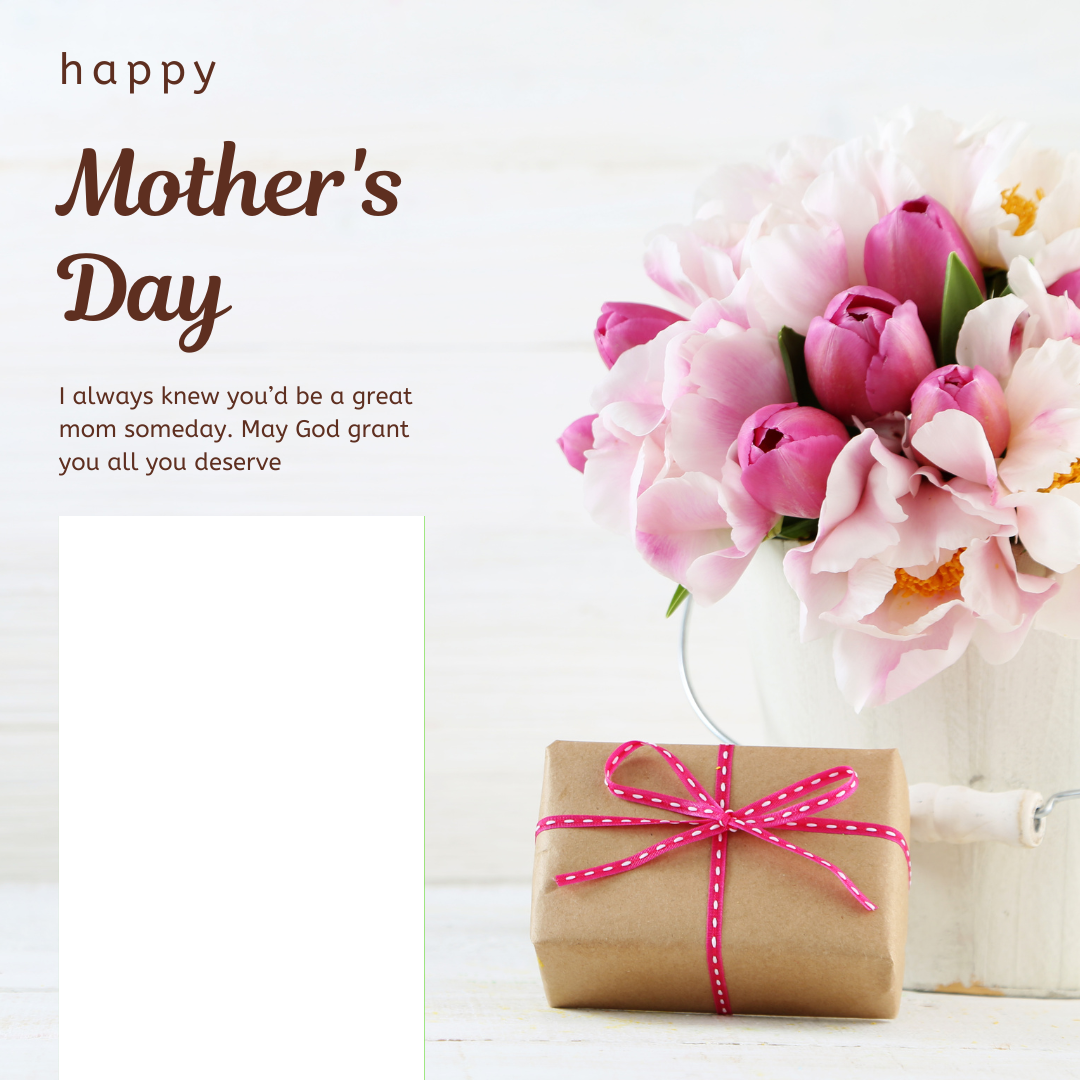 happy
Mother's
Day
I always knew you’d be a great
mom someday. May God grant
you all you deserve